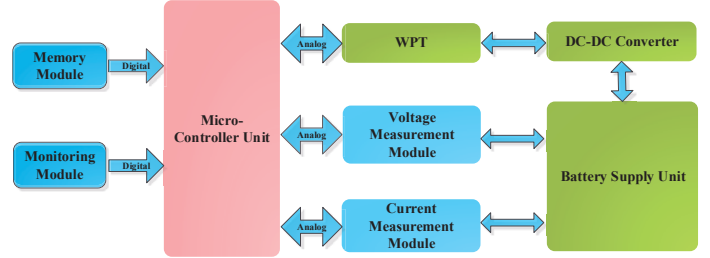 Memory
Module
Digital
Monitoring
Module
Digital
Micro-
Controller Unit
Analog
WPT
DC-DC Converter
Analog
Voltage
Measurement
Module
Battery Supply Unit
Analog
Current
Measurement
Module